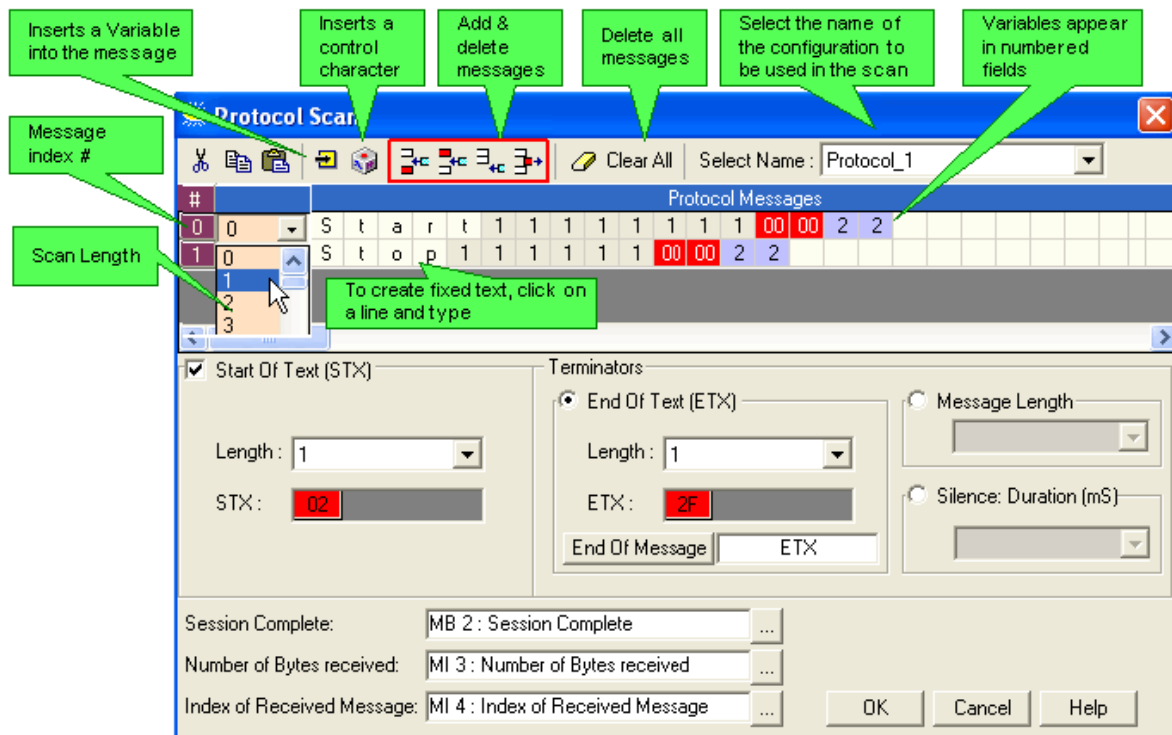 Inserts a Variable
into the message
Inserts a
control
character
Add &
delete
messages
Delete all
messages
Select the name of
the configuration to
be used in the scan
Variables appear
in numbered
fields
Message
index #
Protocol Scan
Clear All
Select Name : Protocol_1
#
Protocol Messages
0 0 S t a r t 1 1 1 1 1 1 1 1 00 00 2 2
1 S t o p 1 1 1 1 1 1 00 00 2 2
0
1
2
3
Scan Length
To create fixed text, click on
a line and type
Start Of Text (STX)
Length : 1
STX : 02
Terminators
End Of Text (ETX)
Length : 1
ETX : 2F
End Of Message ETX
Message Length
Silence: Duration (mS)
Session Complete: MB 2 : Session Complete ...
Number of Bytes received: MI 3 : Number of Bytes received ...
Index of Received Message: MI 4 : Index of Received Message ...
OK Cancel Help